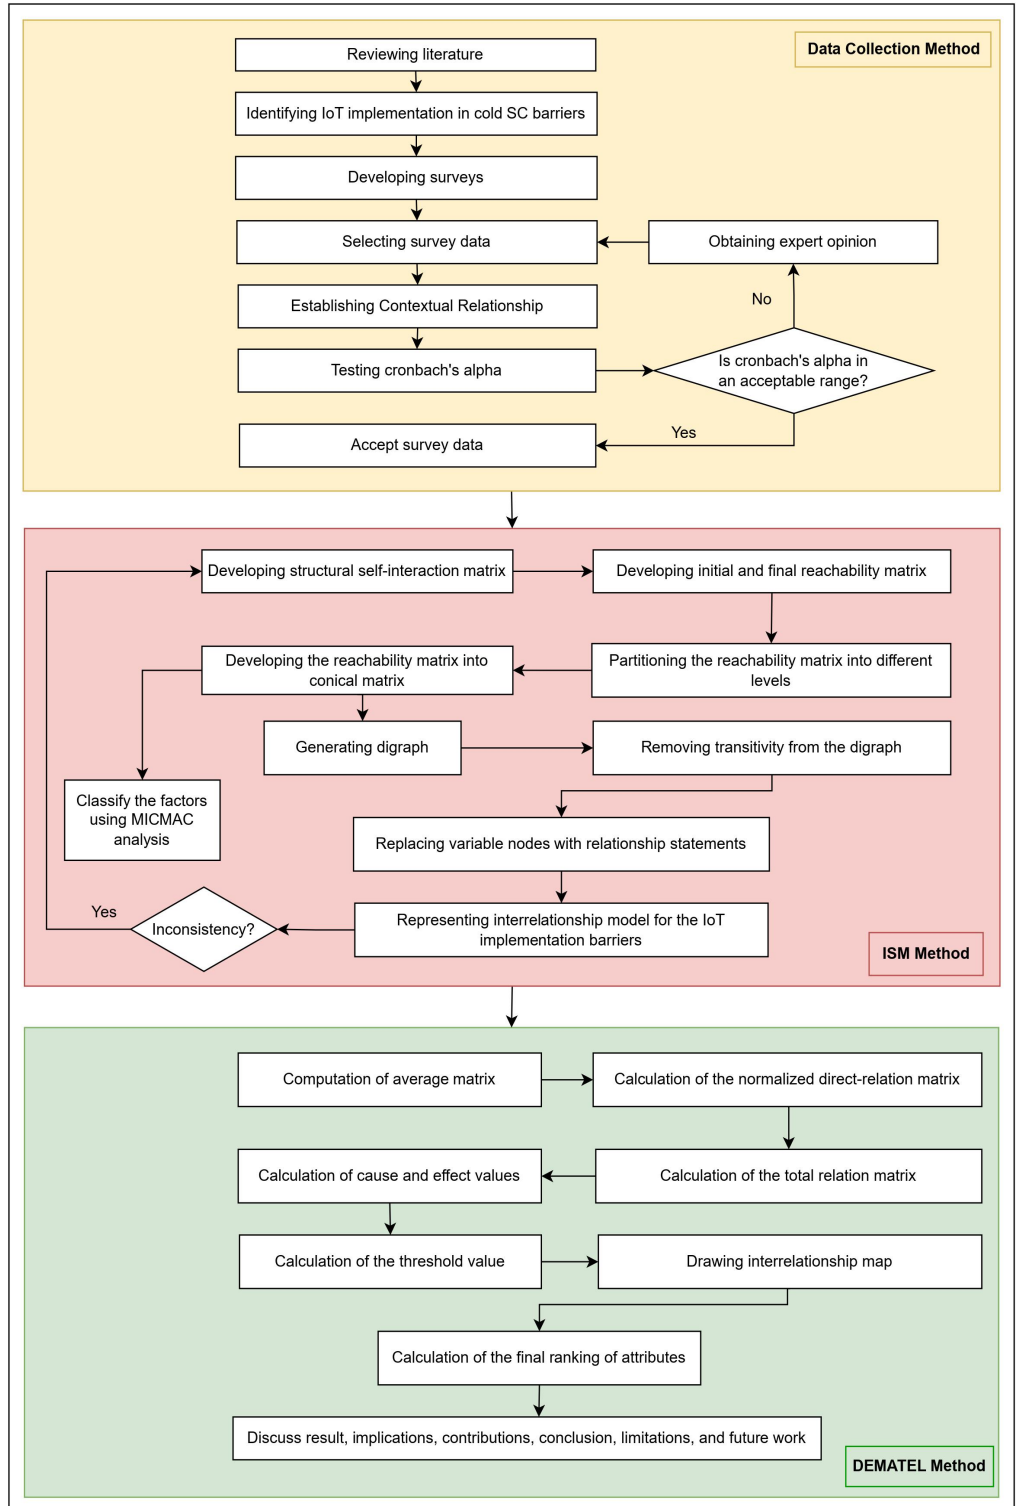 Data Collection Method
Reviewing literature
Identifying IoT implementation in cold SC barriers
Developing surveys
Selecting survey data
Obtaining expert opinion
Establishing Contextual Relationship
No
Testing cronbach's alpha
Is cronbach's alpha in
an acceptable range?
Yes
Accept survey data
Developing structural self-interaction matrix
Developing initial and final reachability matrix
Developing the reachability matrix into
conical matrix
Partitioning the reachability matrix into different
levels
Generating digraph
Removing transitivity from the digraph
Classify the factors
using MICMAC
analysis
Replacing variable nodes with relationship statements
Yes
Inconsistency?
Representing interrelationship model for the IoT
implementation barriers
ISM Method
Computation of average matrix
Calculation of the normalized direct-relation matrix
Calculation of cause and effect values
Calculation of the total relation matrix
Calculation of the threshold value
Drawing interrelationship map
Calculation of the final ranking of attributes
Discuss result, implications, contributions, conclusion, limitations, and future work
DEMATEL Method